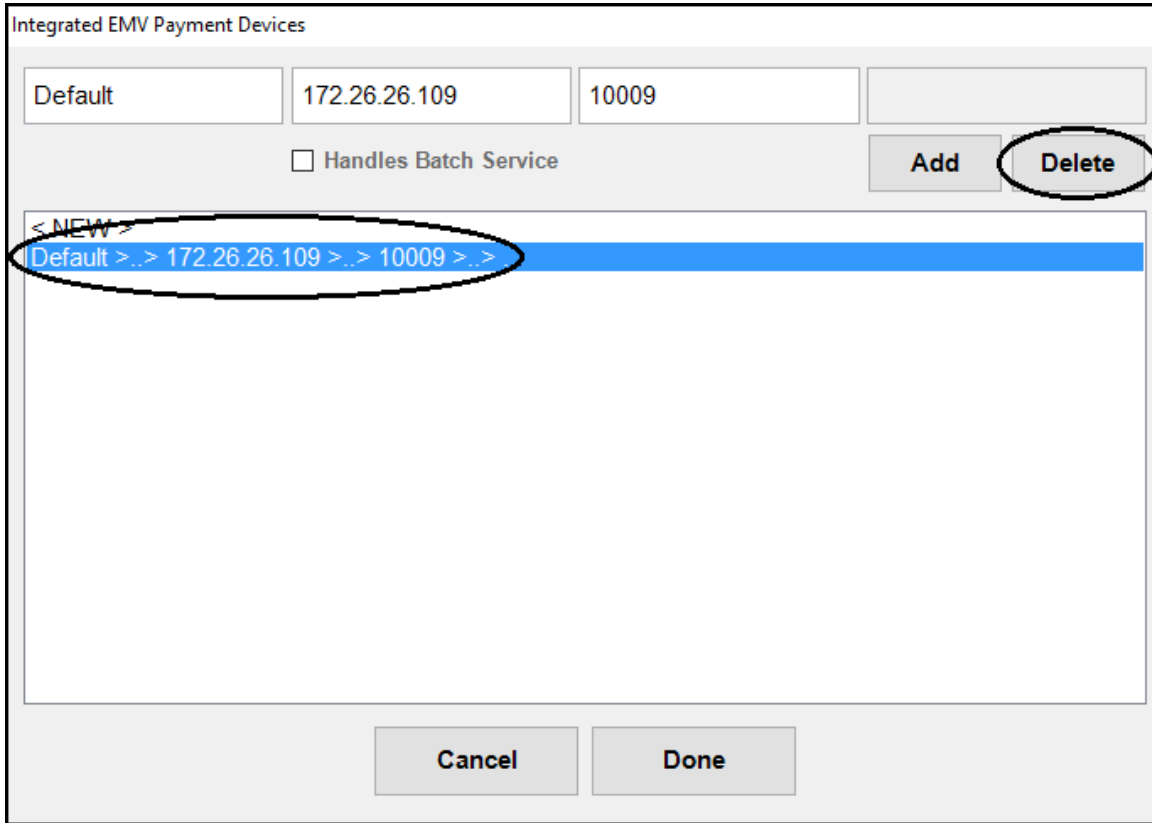 Integrated EMV Payment Devices
Default 172.26.26.109 10009
Handles Batch Service Add Delete
< NEW >
Default >..> 172.26.26.109 >..> 10009 >..> .
Cancel Done